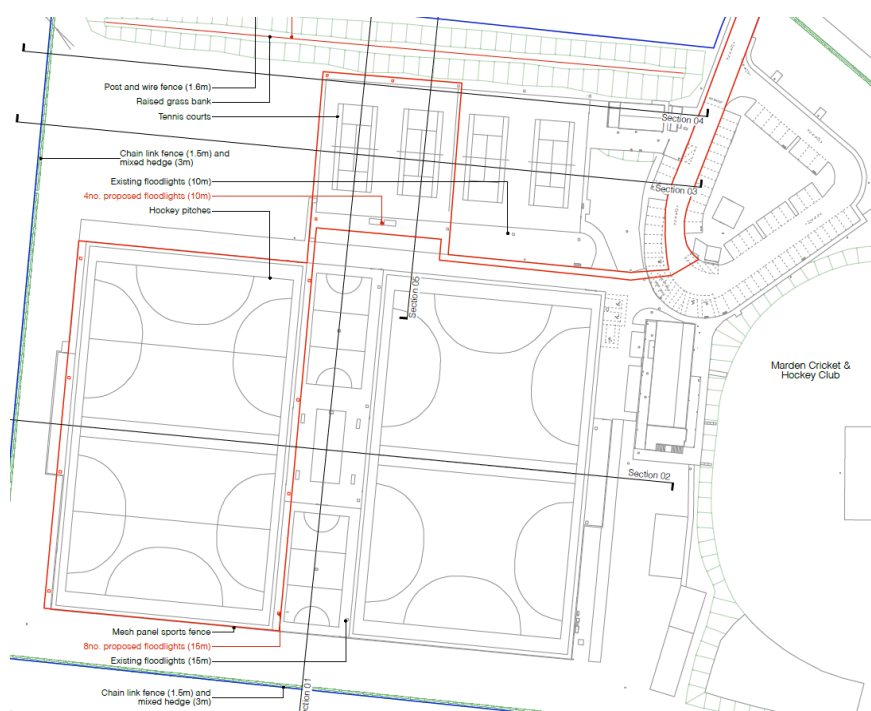 Post and wire fence (1.6m)
Raised grass bank
Tennis courts
Section 04
Chain link fence (1.5m) and
mixed hedge (3m)
Existing floodlights (10m)
Section 03
4no. proposed floodlights (10m)
Hockey pitches
Section 05
Marden Cricket &
Hockey Club
Section 02
Mesh panel sports fence
8no. proposed floodlights (15m)
Existing floodlights (15m)
Section 01
Chain link fence (1.5m) and
mixed hedge (3m)